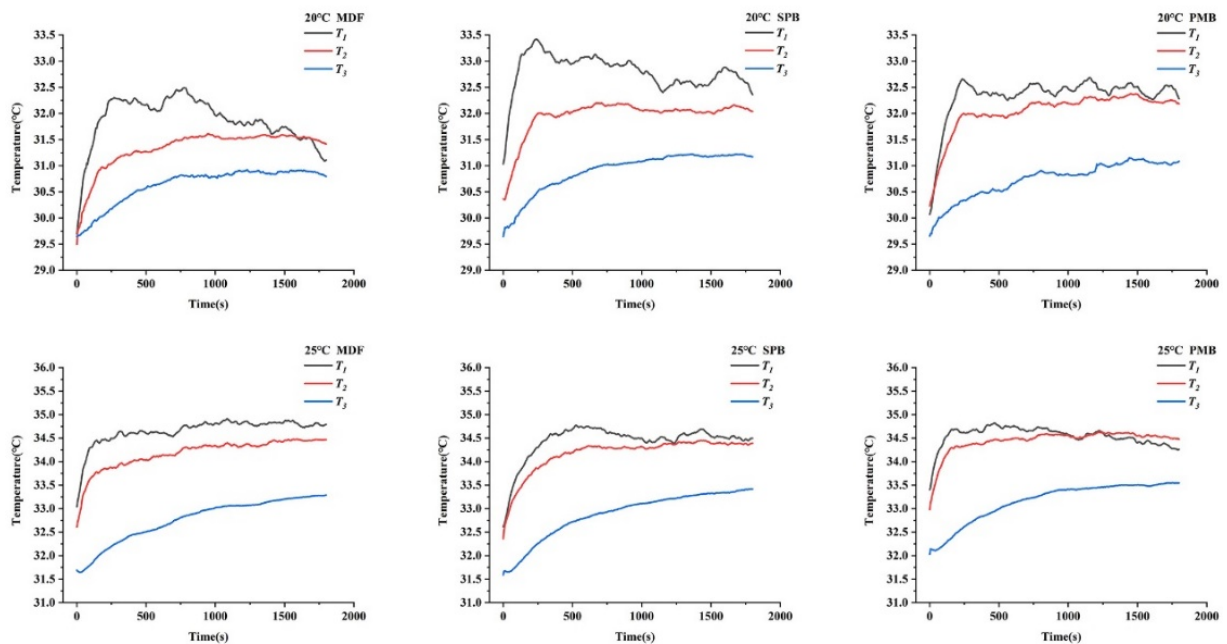 20℃ MDF
T1
T2
T3
33.5
33.0
32.5
32.0
31.5
31.0
30.5
30.0
29.5
29.0
Temperature(℃)
0
500
1000
1500
2000
Time(s)
20℃ SPB
T1
T2
T3
33.5
33.0
32.5
32.0
31.5
31.0
30.5
30.0
29.5
29.0
Temperature(℃)
0
500
1000
1500
2000
Time(s)
20℃ PMB
T1
T2
T3
33.5
33.0
32.5
32.0
31.5
31.0
30.5
30.0
29.5
29.0
Temperature(℃)
0
500
1000
1500
2000
Time(s)
25℃ MDF
T1
T2
T3
36.0
35.5
35.0
34.5
34.0
33.5
33.0
32.5
32.0
31.5
31.0
Temperature(℃)
0
500
1000
1500
2000
Time(s)
25℃ SPB
T1
T2
T3
36.0
35.5
35.0
34.5
34.0
33.5
33.0
32.5
32.0
31.5
31.0
Temperature(℃)
0
500
1000
1500
2000
Time(s)
25℃ PMB
T1
T2
T3
36.0
35.5
35.0
34.5
34.0
33.5
33.0
32.5
32.0
31.5
31.0
Temperature(℃)
0
500
1000
1500
2000
Time(s)